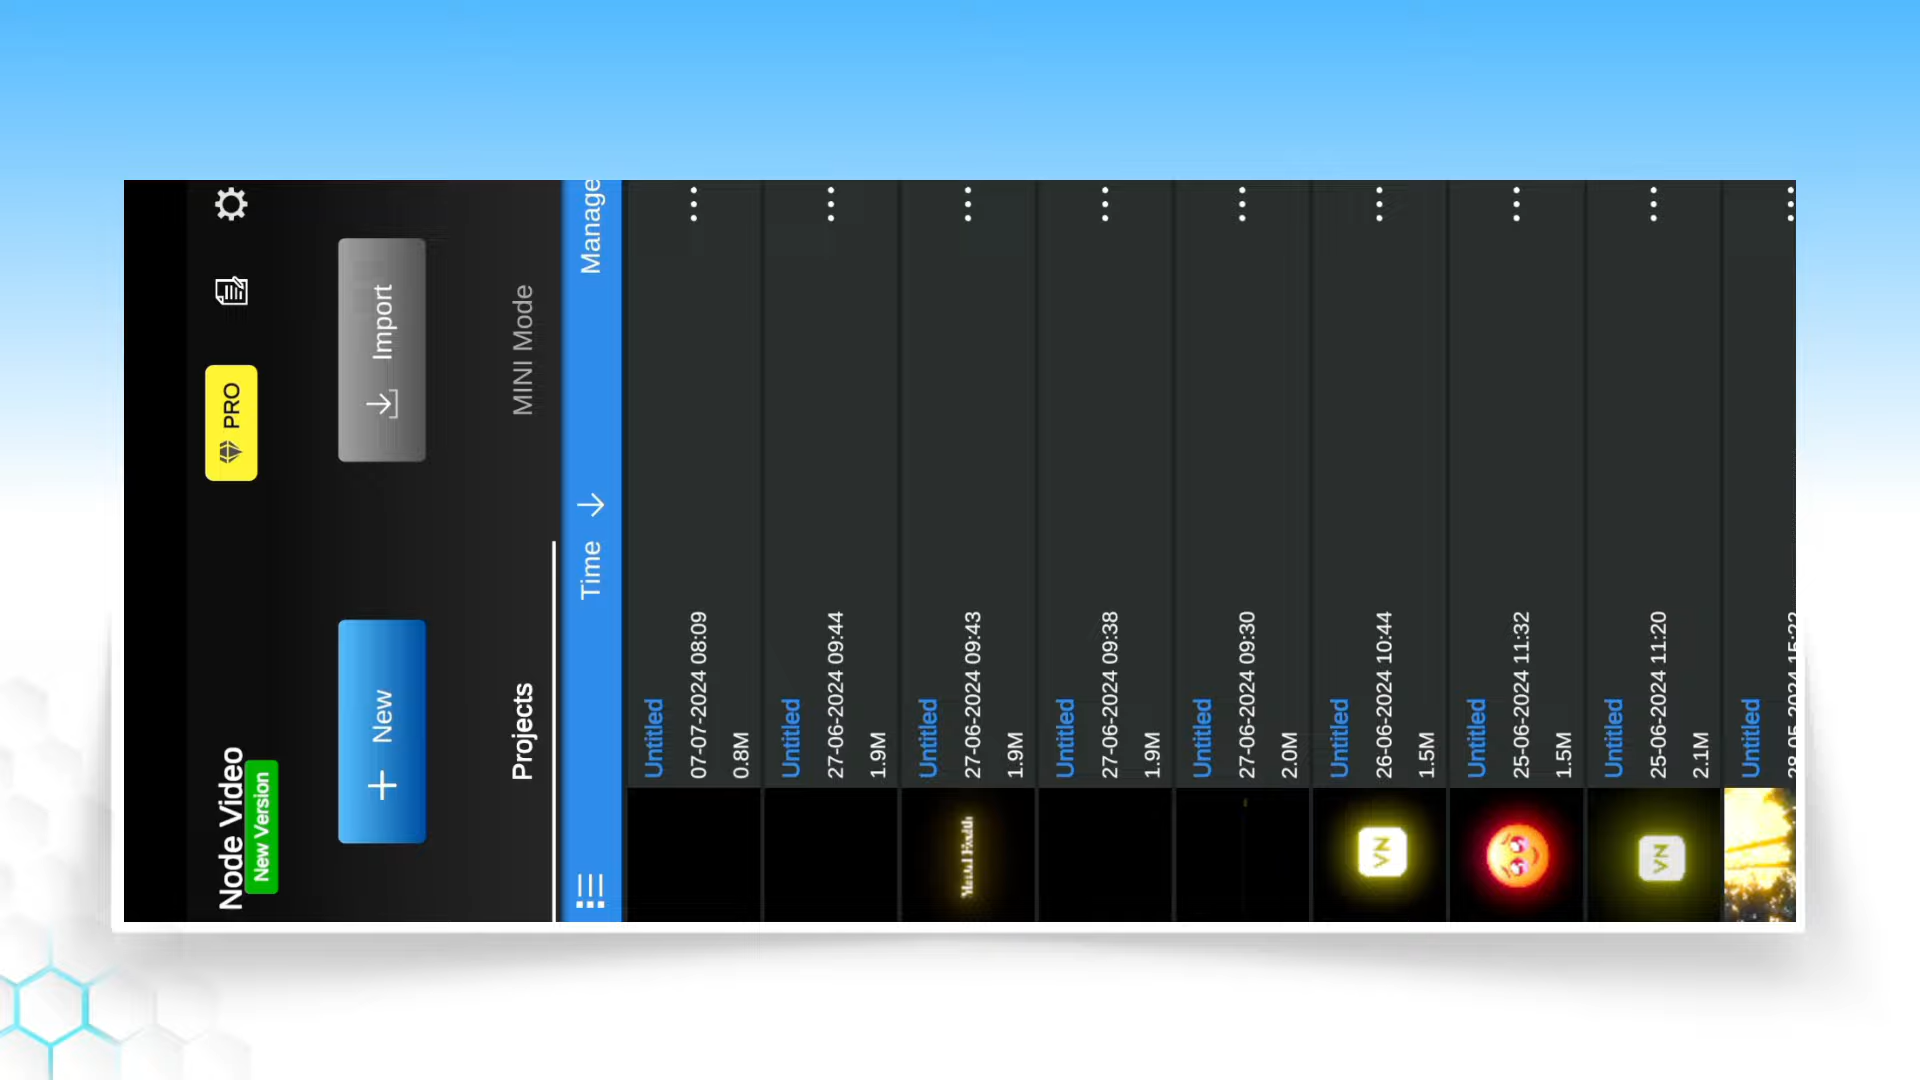 Node Video
New Version
PRO
New
Import
Projects
MINI Mode
Time
Manage
Untitled
07-07-2024 08:09
0.8M
Untitled
27-06-2024 09:44
1.9M
Untitled
27-06-2024 09:43
1.9M
Untitled
27-06-2024 09:38
1.9M
Untitled
27-06-2024 09:30
2.0M
VN
Untitled
26-06-2024 10:44
1.5M
Untitled
25-06-2024 11:32
1.5M
VN
Untitled
25-06-2024 11:20
2.1M
Untitled